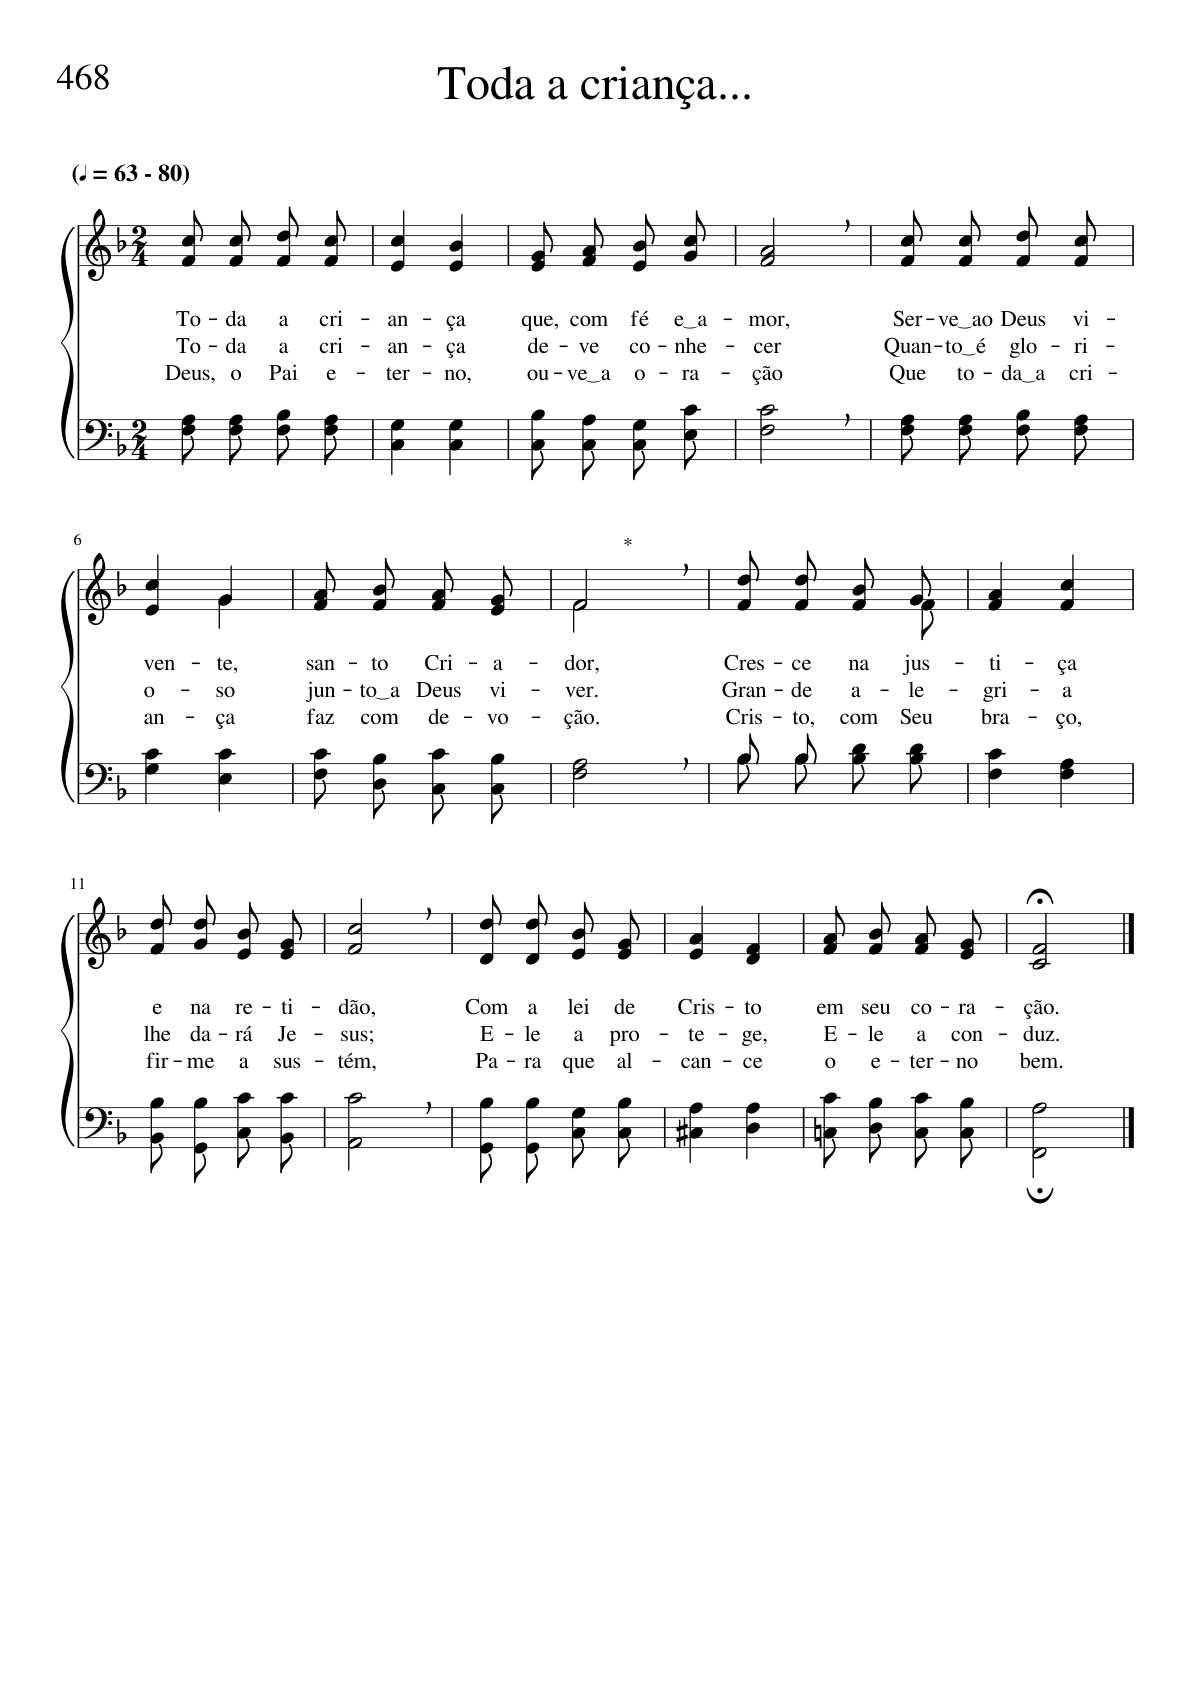 468
Toda a criança...
(♩ = 63 - 80)
To - da a cri - an - ça que, com fé e‿a - mor, Ser - ve‿ao Deus vi -
To - da a cri - an - ça de - ve co - nhe - cer Quan - to‿é glo - ri -
Deus, o Pai e - ter - no, ou - ve‿a o - ra - ção Que to - da‿a cri -
6
*
ven - te, san - to Cri - a - dor, Cres - ce na jus - ti - ça
o - so jun - to‿a Deus vi - ver. Gran - de a - le - gri - a
an - ça faz com de - vo - ção. Cris - to, com Seu bra - ço,
11
e na re - ti - dão, Com a lei de Cris - to em seu co - ra - ção.
lhe da - rá Je - sus; E - le a pro - te - ge, E - le a con - duz.
fir - me a sus - tém, Pa - ra que al - can - ce o e - ter - no bem.